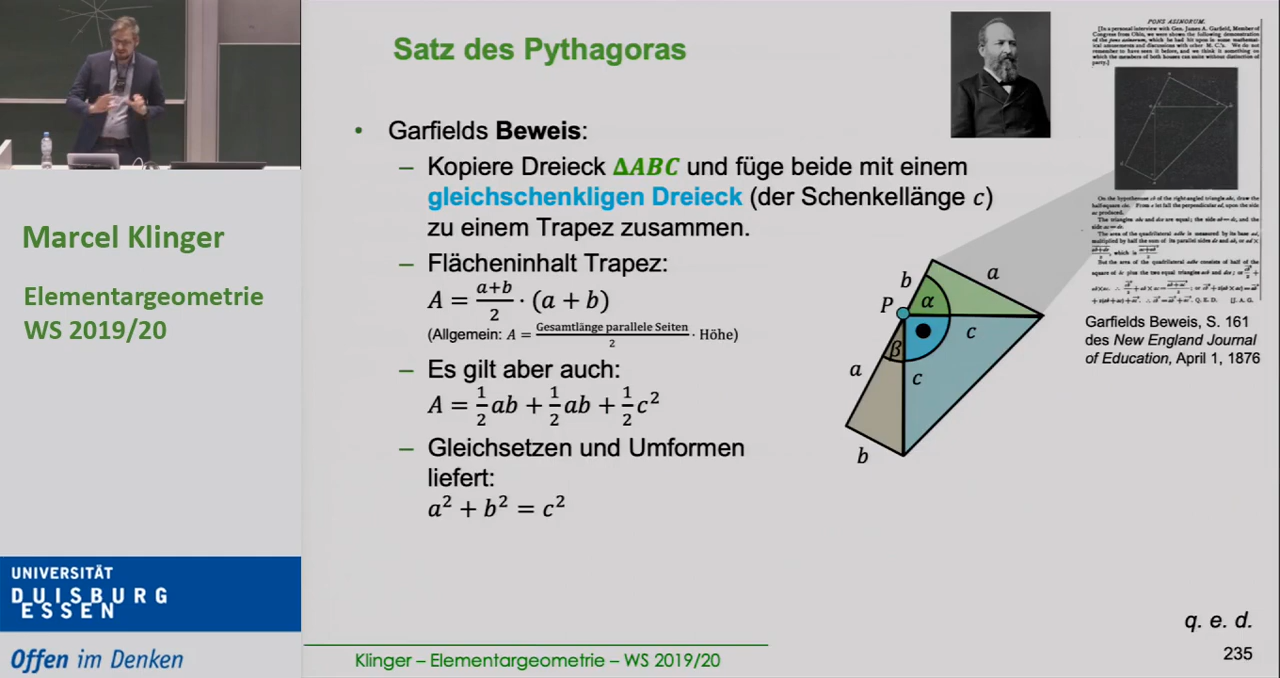 Satz des Pythagoras
• Garfields Beweis:
– Kopiere Dreieck ΔABC und füge beide mit einem
gleichschenkligen Dreieck (der Schenkellänge c)
zu einem Trapez zusammen.
– Flächeninhalt Trapez:
A = (a+b)/2 · (a + b)
(Allgemein: A = Gesamtlänge parallele Seiten/2 · Höhe)
– Es gilt aber auch:
A = 1/2 ab + 1/2 ab + 1/2 c²
– Gleichsetzen und Umformen
liefert:
a² + b² = c²
b
a
P
α
c
β
a
c
b
PONS ASINORUM.
Garfields Beweis, S. 161
des New England Journal
of Education, April 1, 1876
q. e. d.
235
Klinger – Elementargeometrie – WS 2019/20
Marcel Klinger
Elementargeometrie
WS 2019/20
UNIVERSITÄT
DUISBURG
ESSEN
Offen im Denken